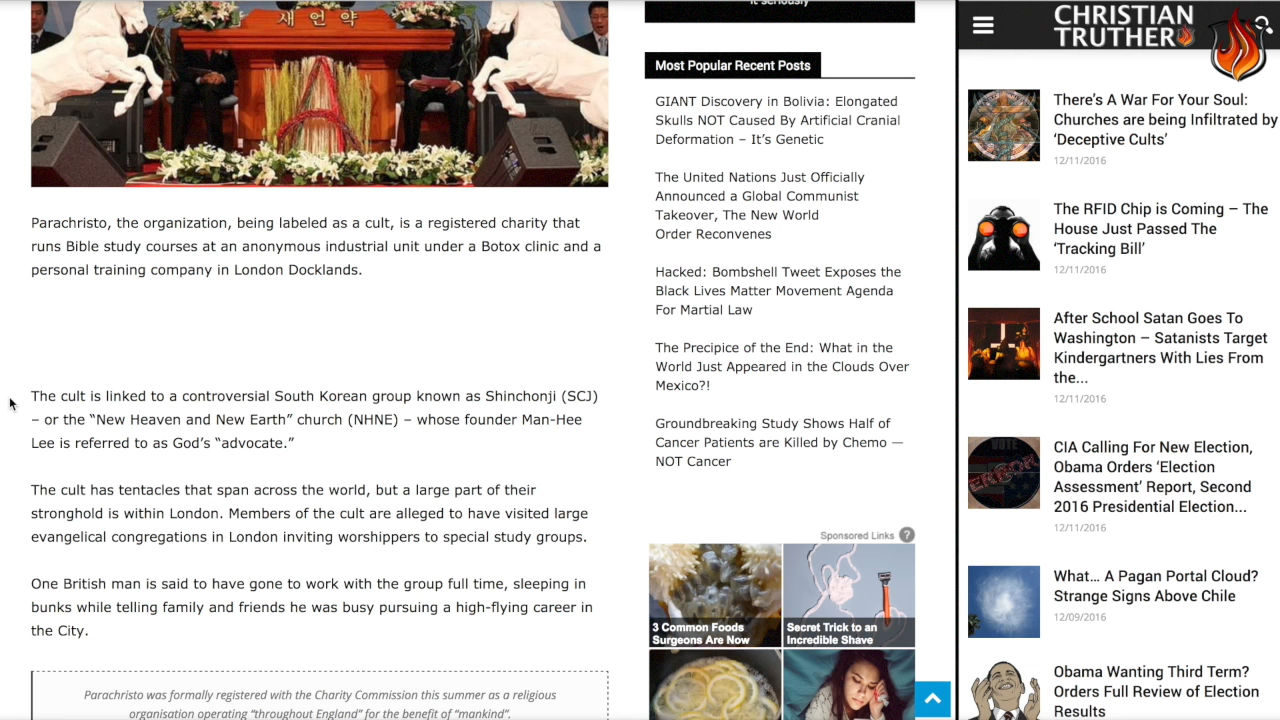 새 언 약
Parachristo, the organization, being labeled as a cult, is a registered charity that
runs Bible study courses at an anonymous industrial unit under a Botox clinic and a
personal training company in London Docklands.
The cult is linked to a controversial South Korean group known as Shinchonji (SCJ)
– or the “New Heaven and New Earth” church (NHNE) – whose founder Man-Hee
Lee is referred to as God’s “advocate.”
The cult has tentacles that span across the world, but a large part of their
stronghold is within London. Members of the cult are alleged to have visited large
evangelical congregations in London inviting worshippers to special study groups.
One British man is said to have gone to work with the group full time, sleeping in
bunks while telling family and friends he was busy pursuing a high-flying career in
the City.
Parachristo was formally registered with the Charity Commission this summer as a religious
organisation operating “throughout England” for the benefit of “mankind”.
it seriously
Most Popular Recent Posts
GIANT Discovery in Bolivia: Elongated
Skulls NOT Caused By Artificial Cranial
Deformation – It’s Genetic
The United Nations Just Officially
Announced a Global Communist
Takeover, The New World
Order Reconvenes
Hacked: Bombshell Tweet Exposes the
Black Lives Matter Movement Agenda
For Martial Law
The Precipice of the End: What in the
World Just Appeared in the Clouds Over
Mexico?!
Groundbreaking Study Shows Half of
Cancer Patients are Killed by Chemo —
NOT Cancer
Sponsored Links ?
3 Common Foods
Surgeons Are Now
Secret Trick to an
Incredible Shave
CHRISTIAN
TRUTHER
There’s A War For Your Soul:
Churches are being Infiltrated by
‘Deceptive Cults’
12/11/2016
The RFID Chip is Coming – The
House Just Passed The
‘Tracking Bill’
12/11/2016
After School Satan Goes To
Washington – Satanists Target
Kindergartners With Lies From
the...
12/11/2016
VOTE
ERROR
CIA Calling For New Election,
Obama Orders ‘Election
Assessment’ Report, Second
2016 Presidential Election...
12/11/2016
What… A Pagan Portal Cloud?
Strange Signs Above Chile
12/09/2016
Obama Wanting Third Term?
Orders Full Review of Election
Results